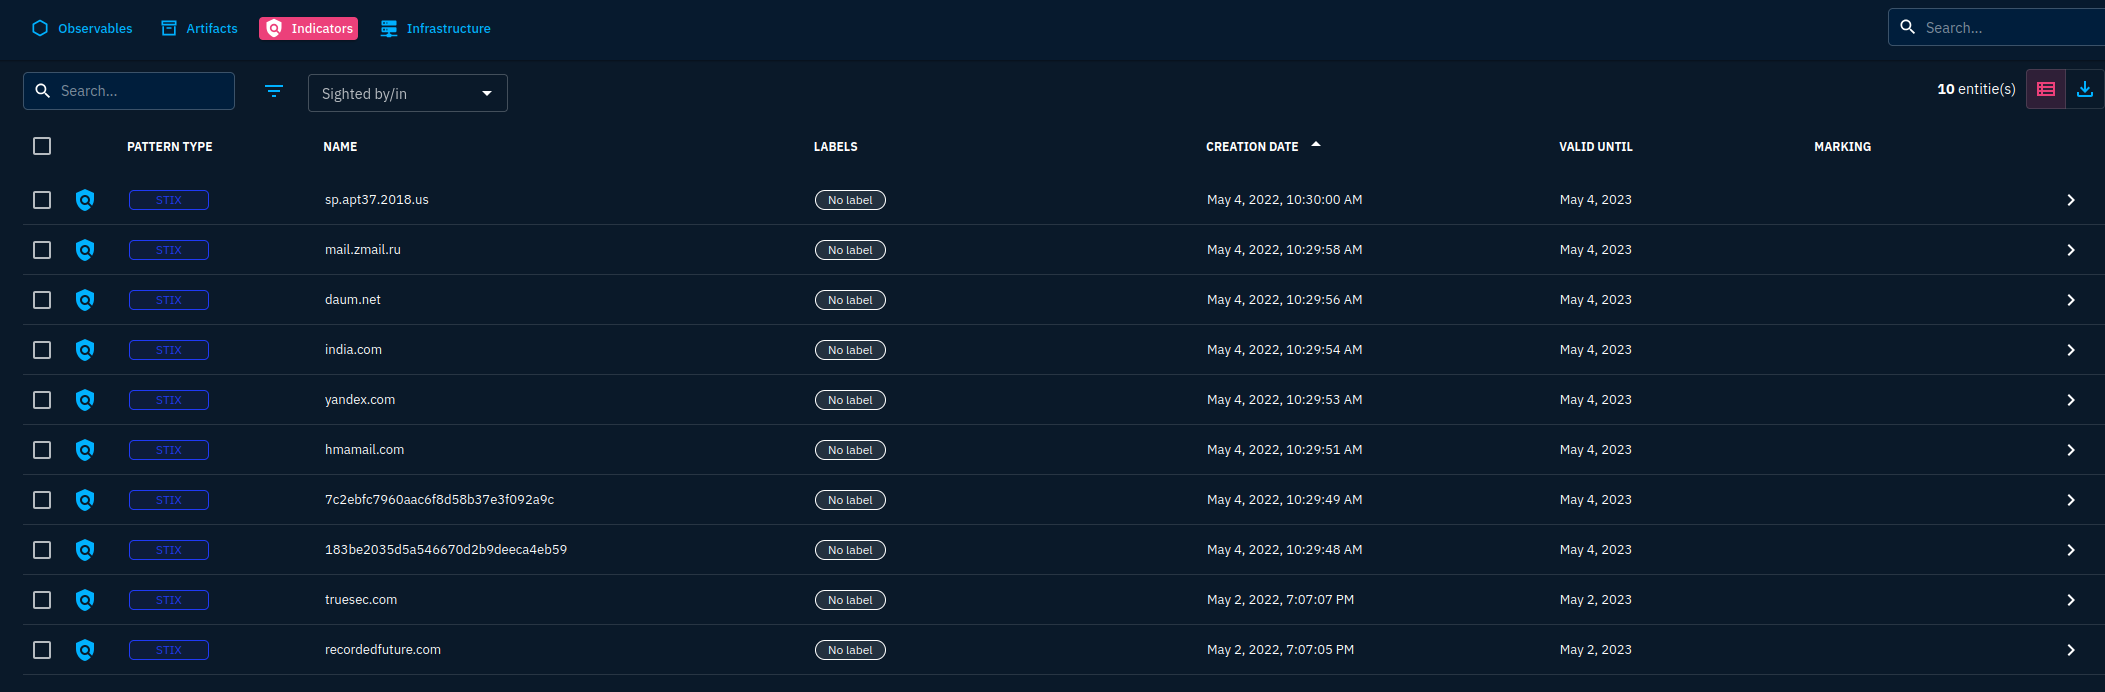 Observables Artifacts Indicators Infrastructure Search...
Search... Sighted by/in 10 entitie(s)
PATTERN TYPE NAME LABELS CREATION DATE VALID UNTIL MARKING
STIX sp.apt37.2018.us No label May 4, 2022, 10:30:00 AM May 4, 2023
STIX mail.zmail.ru No label May 4, 2022, 10:29:58 AM May 4, 2023
STIX daum.net No label May 4, 2022, 10:29:56 AM May 4, 2023
STIX india.com No label May 4, 2022, 10:29:54 AM May 4, 2023
STIX yandex.com No label May 4, 2022, 10:29:53 AM May 4, 2023
STIX hmamail.com No label May 4, 2022, 10:29:51 AM May 4, 2023
STIX 7c2ebfc7960aac6f8d58b37e3f092a9c No label May 4, 2022, 10:29:49 AM May 4, 2023
STIX 183be2035d5a546670d2b9deeca4eb59 No label May 4, 2022, 10:29:48 AM May 4, 2023
STIX truesec.com No label May 2, 2022, 7:07:07 PM May 2, 2023
STIX recordedfuture.com No label May 2, 2022, 7:07:05 PM May 2, 2023